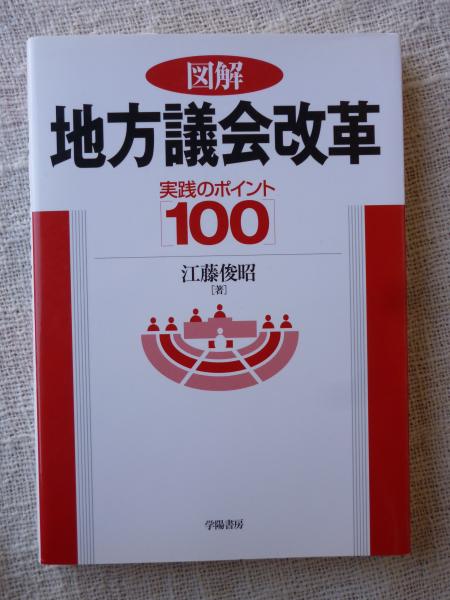 図解
地方議会改革
実践のポイント
[100]
江藤俊昭
[著]
学陽書房